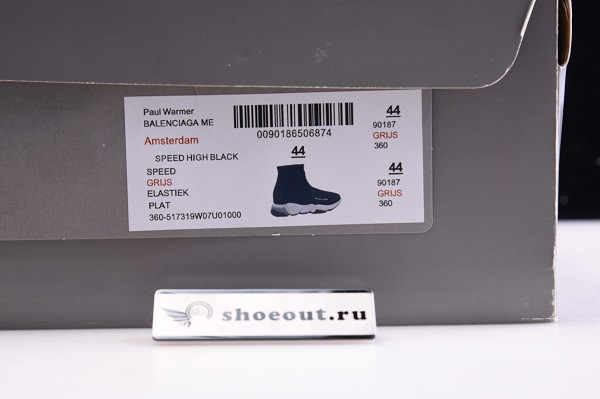 Paul Warmer
BALENCIAGA ME
Amsterdam
0090186506874
SPEED HIGH BLACK
44
SPEED
GRIJS
ELASTIEK
PLAT
360-517319W07U01000
44
90187
GRIJS
360
44
90187
GRIJS
360
shoeout.ru